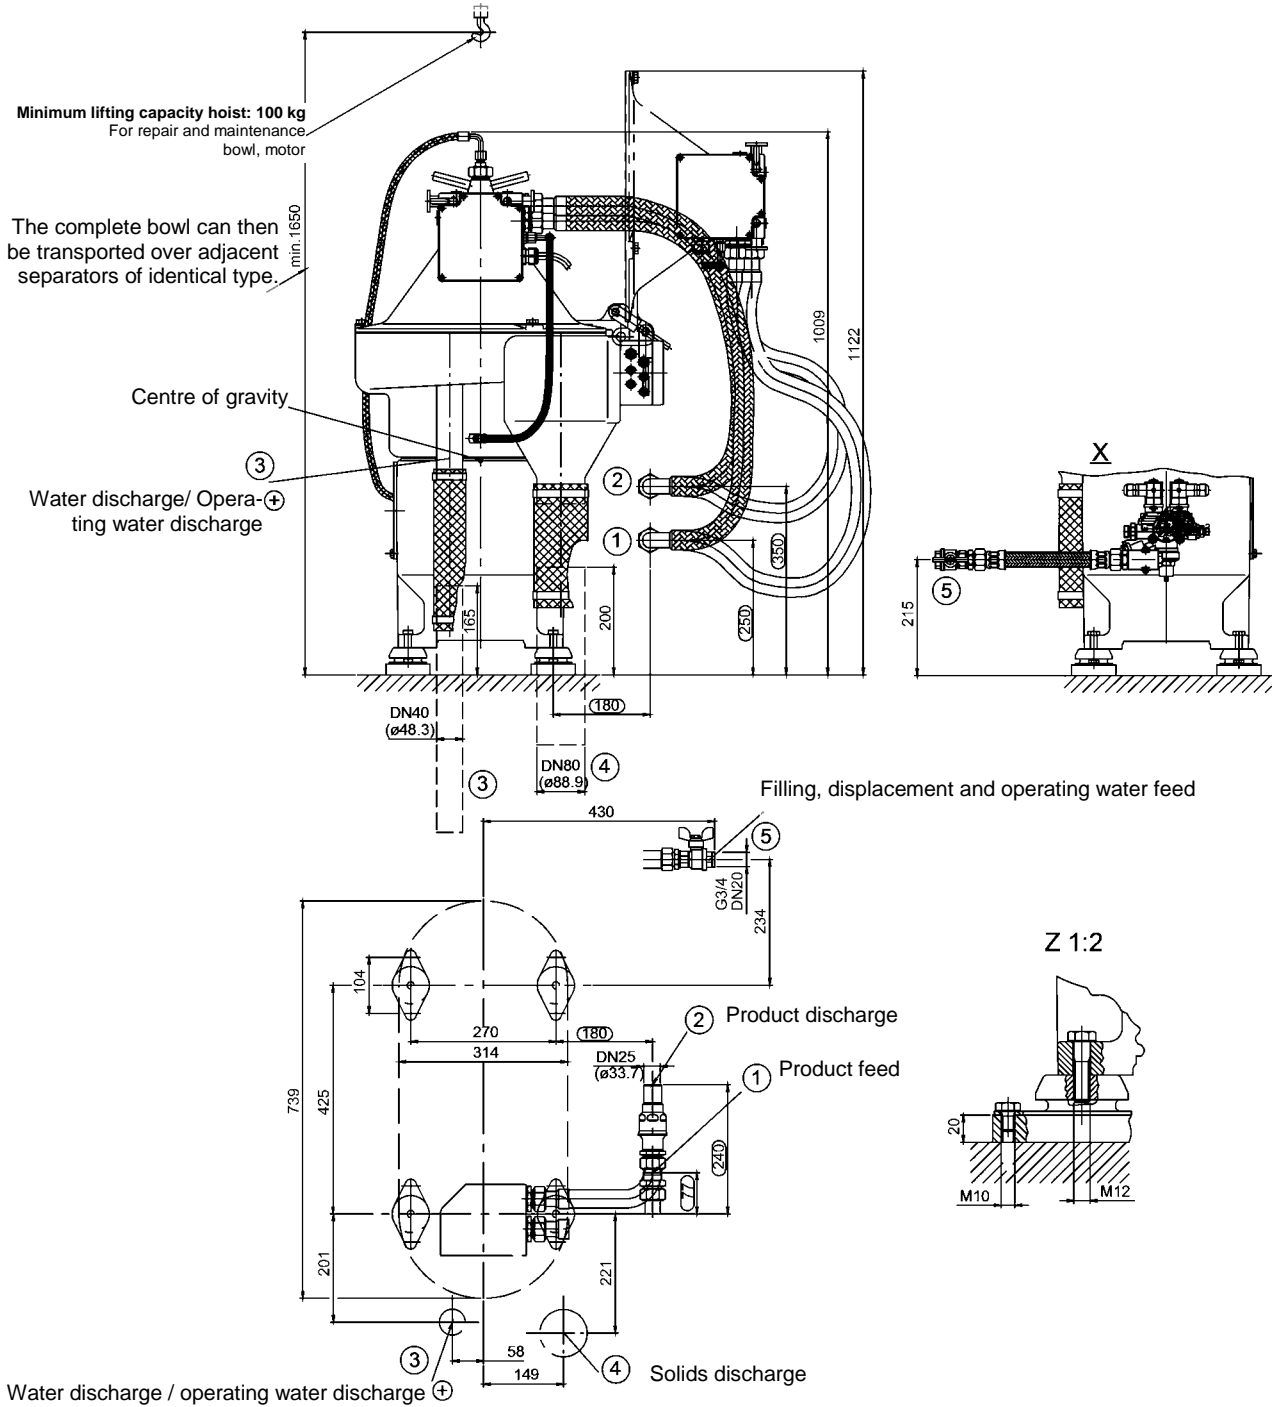 Minimum lifting capacity hoist: 100 kg
For repair and maintenance
bowl, motor
min.1650
The complete bowl can then
be transported over adjacent
separators of identical type.
1009
1122
Centre of gravity
3
Water discharge/ Opera-
ting water discharge
2
1
350
250
200
165
X
5
215
180
DN40
(ø48.3)
3
DN80
(ø88.9)
4
Filling, displacement and operating water feed
430
5
G3/4
DN20
234
Z 1:2
104
270
180
314
DN25
(ø33.7)
2
Product discharge
1
Product feed
739
425
240
77
20
M10
M12
201
221
3
58
149
4
Solids discharge
Water discharge / operating water discharge